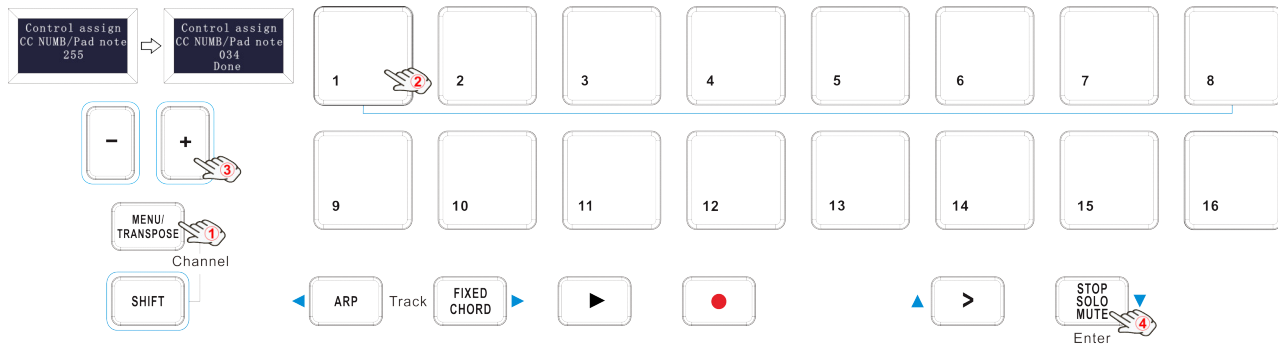 Control assign
CC NUMB/Pad note
255
Control assign
CC NUMB/Pad note
034
Done
1
2
2
3
4
5
6
7
8
-
+
3
9
10
11
12
13
14
15
16
MENU/
TRANSPOSE
1
Channel
SHIFT
ARP
Track
FIXED
CHORD
>
STOP
SOLO
MUTE
4
Enter